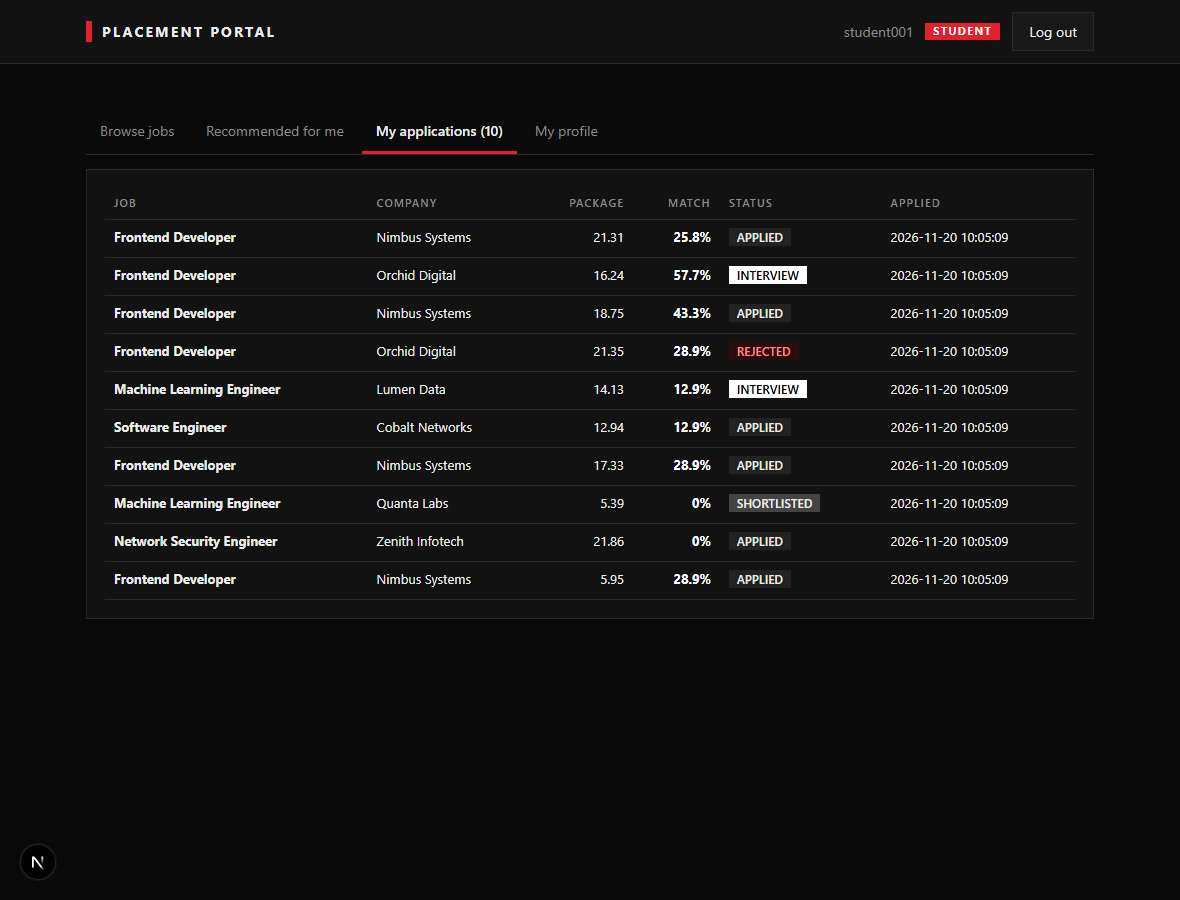 PLACEMENT PORTAL
student001 STUDENT Log out
Browse jobs Recommended for me My applications (10) My profile
JOB COMPANY PACKAGE MATCH STATUS APPLIED
Frontend Developer Nimbus Systems 21.31 25.8% APPLIED 2026-11-20 10:05:09
Frontend Developer Orchid Digital 16.24 57.7% INTERVIEW 2026-11-20 10:05:09
Frontend Developer Nimbus Systems 18.75 43.3% APPLIED 2026-11-20 10:05:09
Frontend Developer Orchid Digital 21.35 28.9% REJECTED 2026-11-20 10:05:09
Machine Learning Engineer Lumen Data 14.13 12.9% INTERVIEW 2026-11-20 10:05:09
Software Engineer Cobalt Networks 12.94 12.9% APPLIED 2026-11-20 10:05:09
Frontend Developer Nimbus Systems 17.33 28.9% APPLIED 2026-11-20 10:05:09
Machine Learning Engineer Quanta Labs 5.39 0% SHORTLISTED 2026-11-20 10:05:09
Network Security Engineer Zenith Infotech 21.86 0% APPLIED 2026-11-20 10:05:09
Frontend Developer Nimbus Systems 5.95 28.9% APPLIED 2026-11-20 10:05:09
N